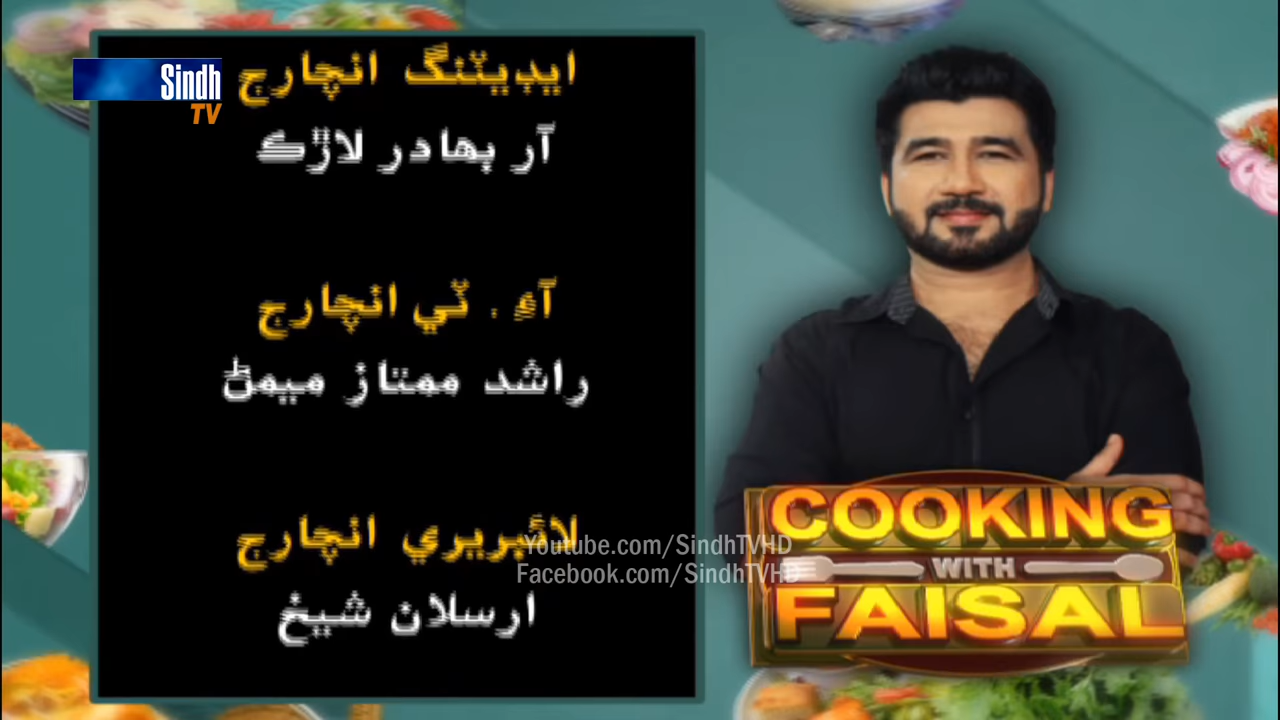 Sindh
TV
ايڊيٽنگ انچارج
آر بهادر لاڙڪ
آءِ . ٽي انچارج
راشد ممتاز ميمڻ
لائبريري انچارج
ارسلان شيخ
Youtube.com/SindhTVHD
Facebook.com/SindhTVHD
COOKING
WITH
FAISAL